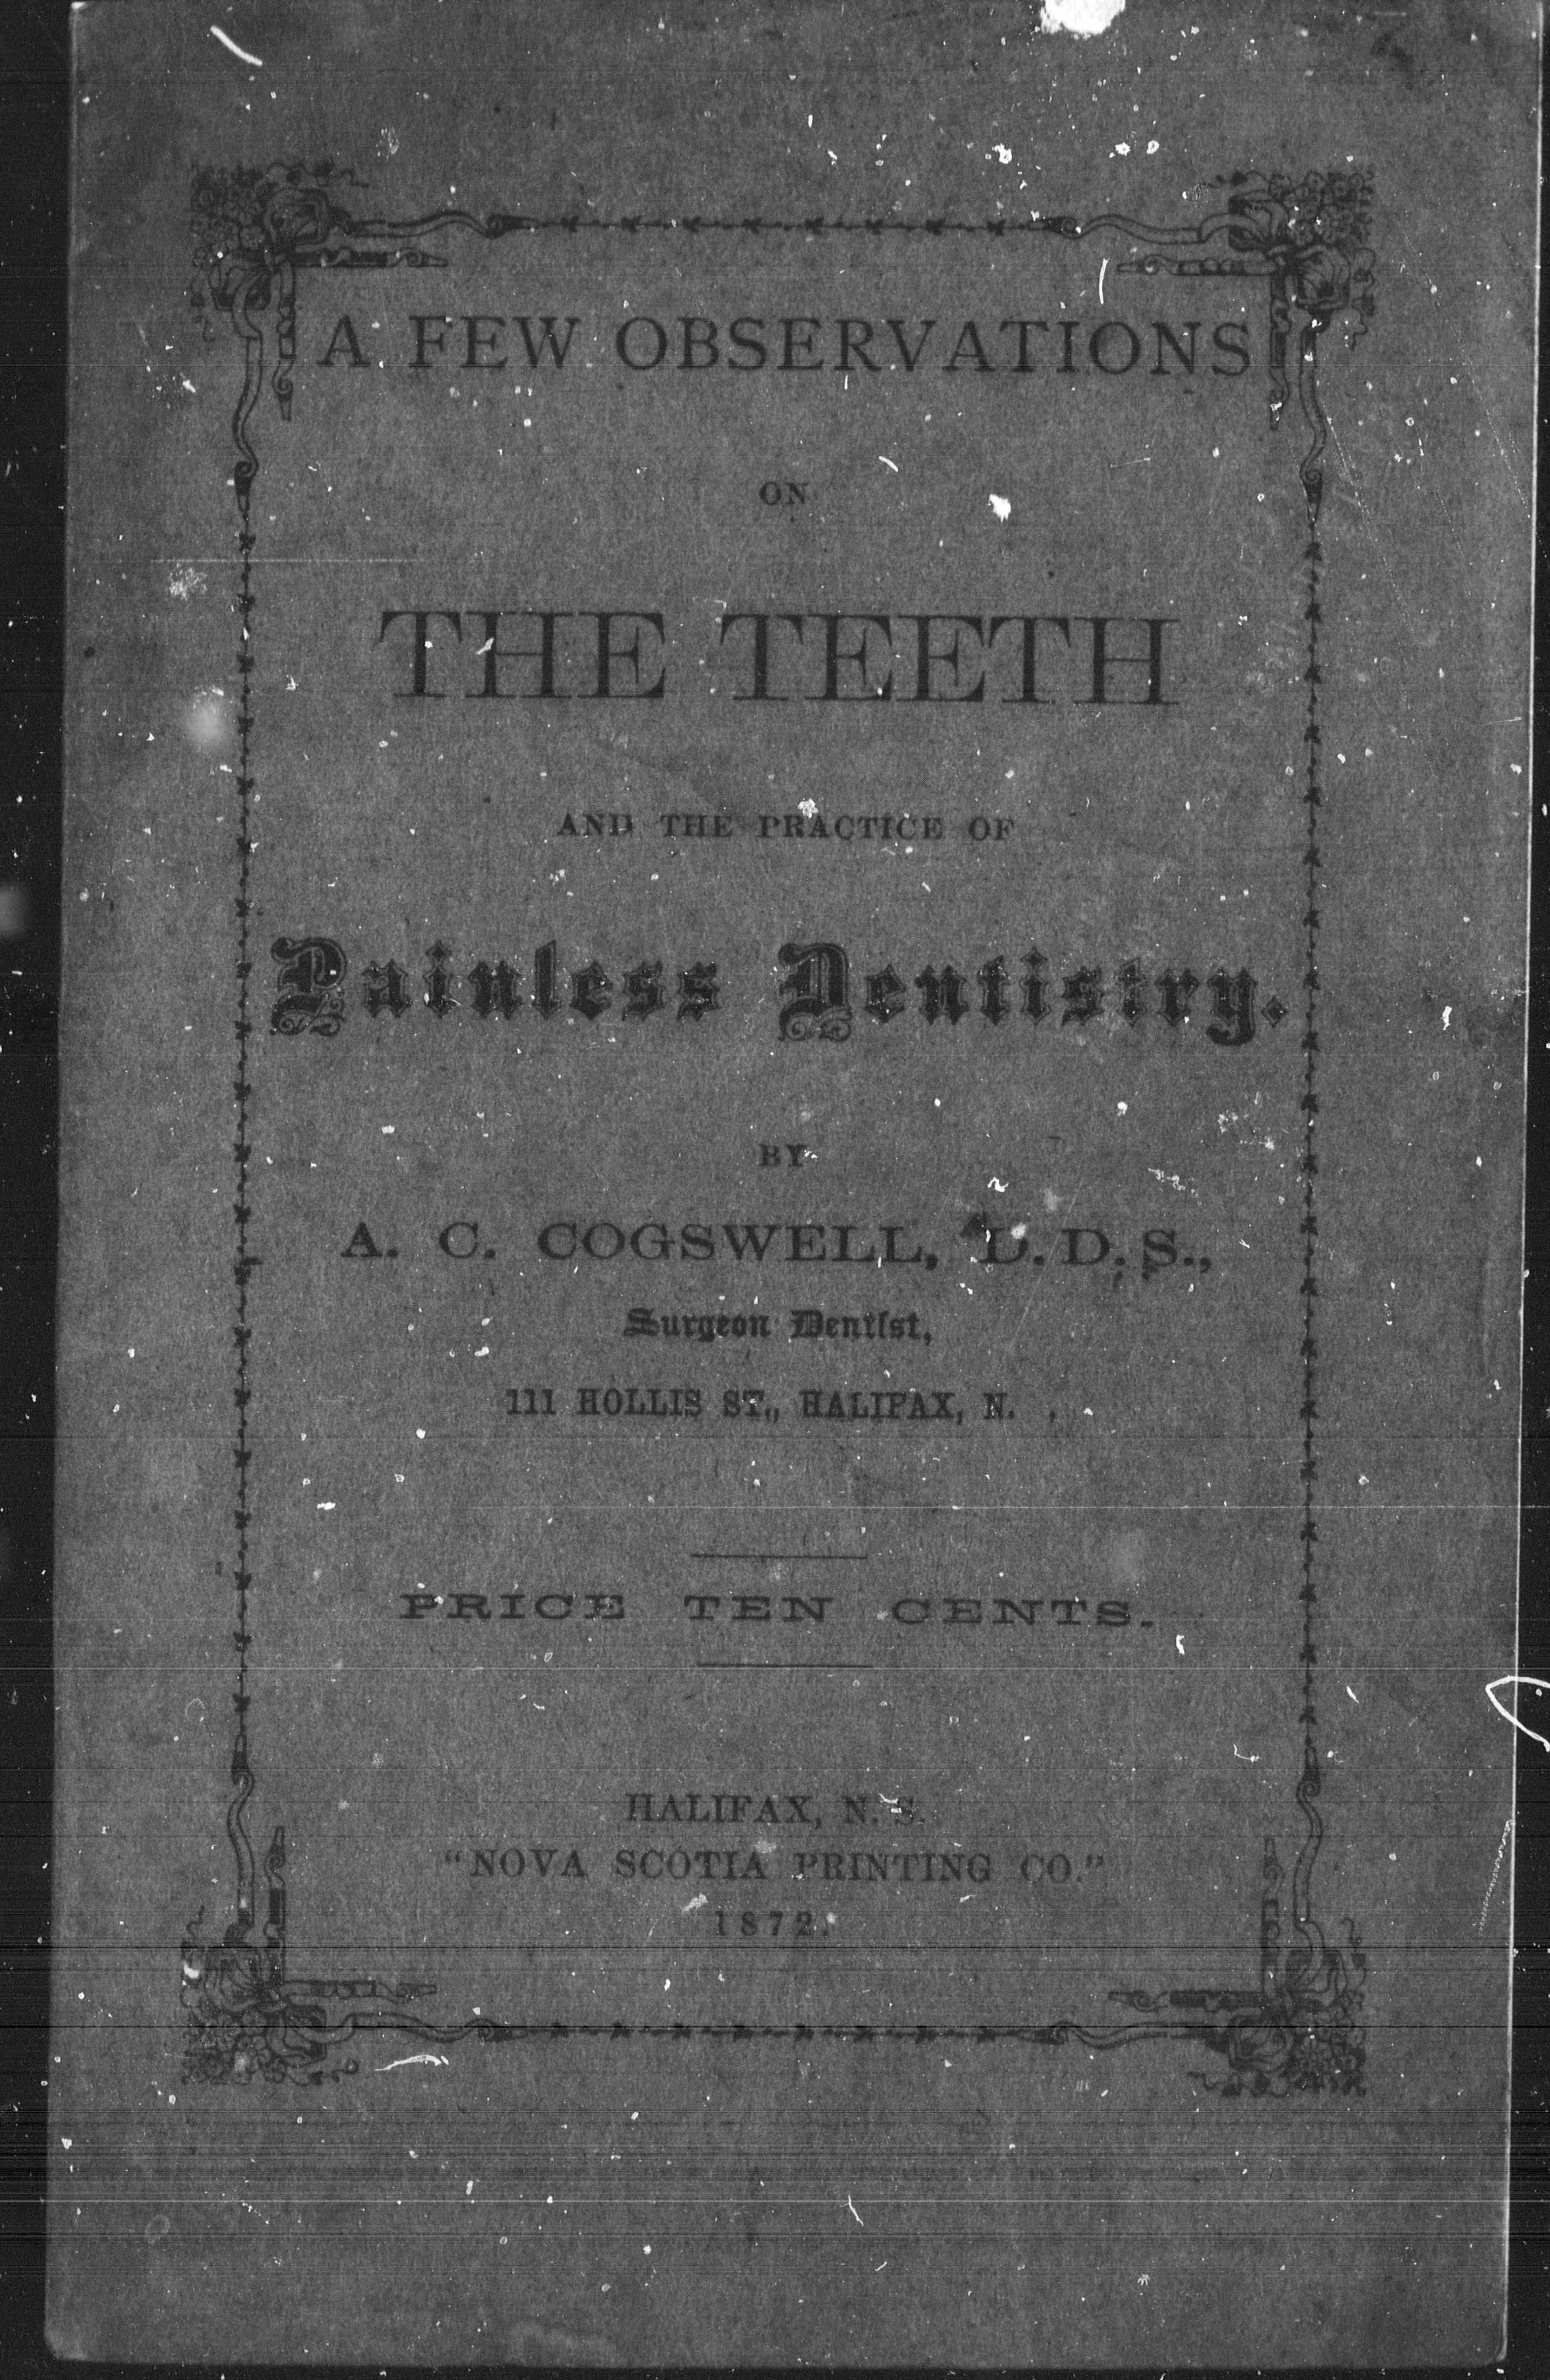 A FEW OBSERVATIONS
ON
THE TEETH
AND THE PRACTICE OF
Painless Dentistry.
BY
A. C. COGSWELL, D. D. S.,
Surgeon Dentist,
111 HOLLIS ST., HALIFAX, N. ,
PRICE TEN CENTS.
HALIFAX, N. S.
"NOVA SCOTIA PRINTING CO."
1872.